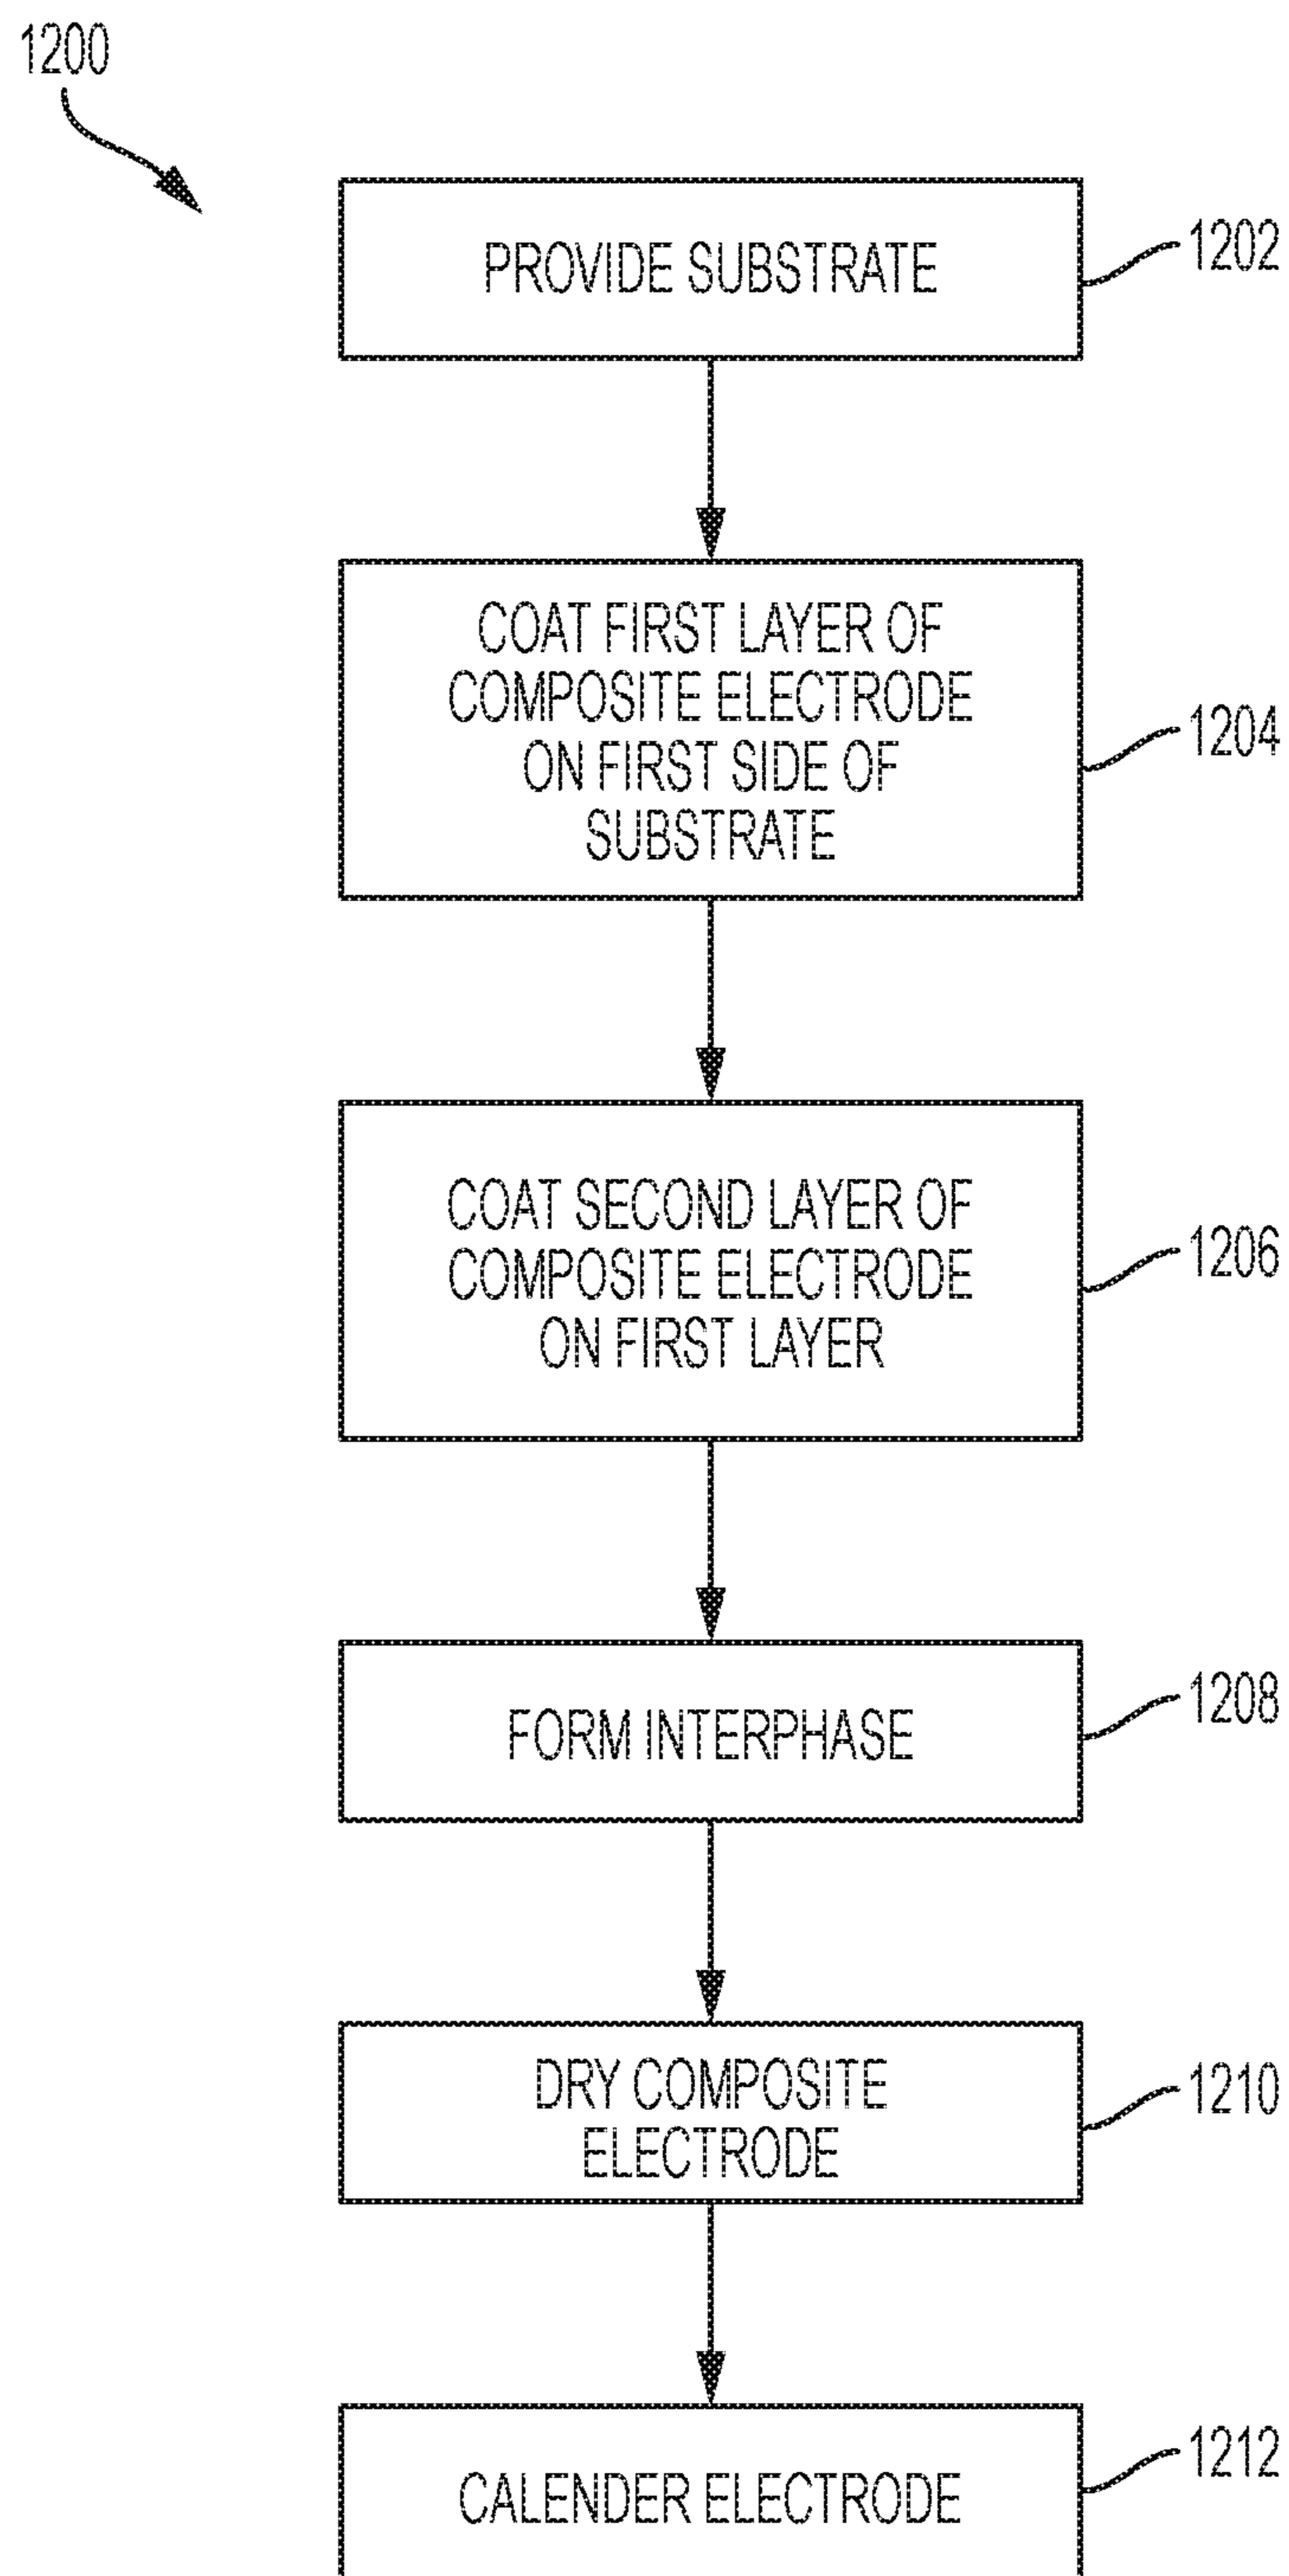 1200
PROVIDE SUBSTRATE
1202
COAT FIRST LAYER OF
COMPOSITE ELECTRODE
ON FIRST SIDE OF
SUBSTRATE
1204
COAT SECOND LAYER OF
COMPOSITE ELECTRODE
ON FIRST LAYER
1206
FORM INTERPHASE
1208
DRY COMPOSITE
ELECTRODE
1210
CALENDER ELECTRODE
1212